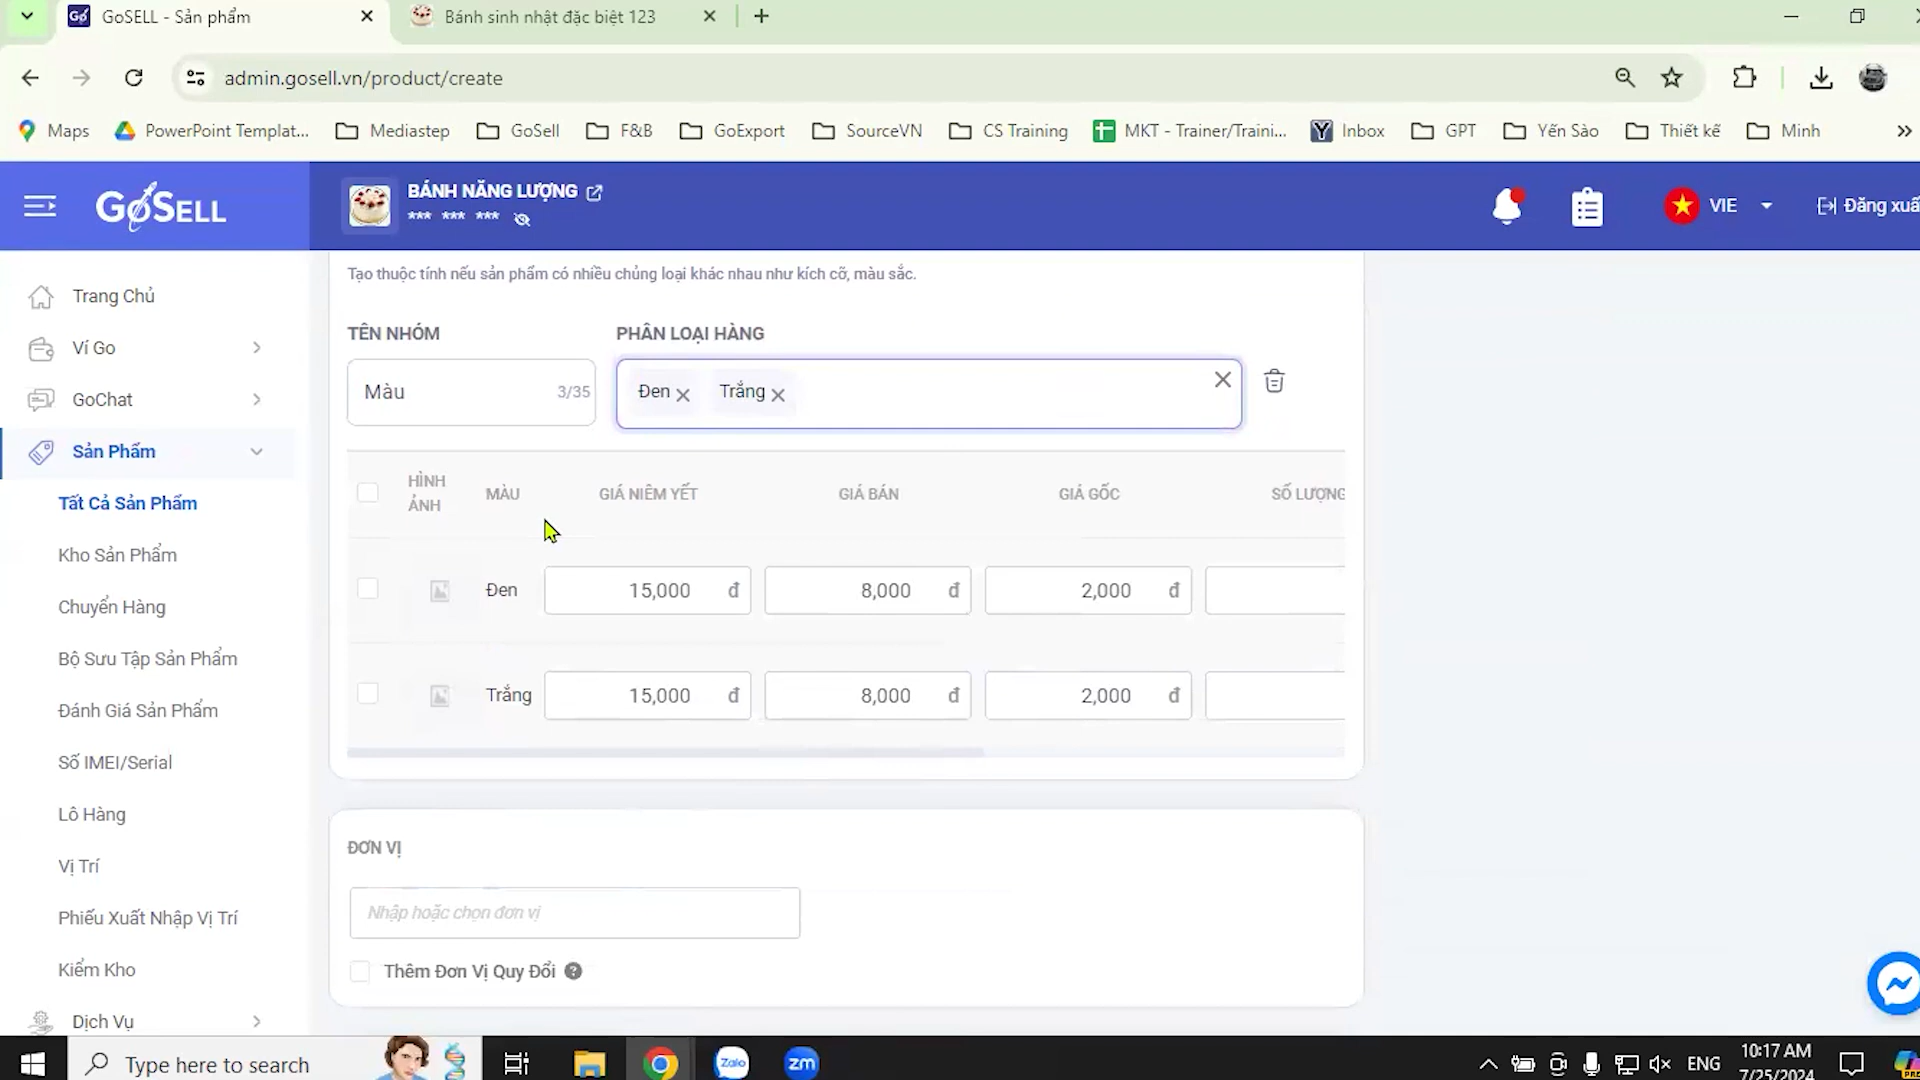 GoSELL - Sản phẩm
Bánh sinh nhật đặc biệt 123
admin.gosell.vn/product/create
Maps
PowerPoint Templat...
Mediastep
GoSell
F&B
GoExport
SourceVN
CS Training
MKT - Trainer/Traini...
Inbox
GPT
Yến Sào
Thiết kế
Minh
GOSELL
BÁNH NĂNG LƯỢNG
*** *** ***
VIE
Đăng xuất
Trang Chủ
Ví Go
GoChat
Sản Phẩm
Tất Cả Sản Phẩm
Kho Sản Phẩm
Chuyển Hàng
Bộ Sưu Tập Sản Phẩm
Đánh Giá Sản Phẩm
Số IMEI/Serial
Lô Hàng
Vị Trí
Phiếu Xuất Nhập Vị Trí
Kiểm Kho
Dịch Vụ
Tạo thuộc tính nếu sản phẩm có nhiều chủng loại khác nhau như kích cỡ, màu sắc.
TÊN NHÓM
PHÂN LOẠI HÀNG
Màu 3/35
Đen Trắng
HÌNH ẢNH MÀU GIÁ NIÊM YẾT GIÁ BÁN GIÁ GỐC SỐ LƯỢNG
Đen 15,000 đ 8,000 đ 2,000 đ
Trắng 15,000 đ 8,000 đ 2,000 đ
ĐƠN VỊ
Nhập hoặc chọn đơn vị
Thêm Đơn Vị Quy Đổi
Type here to search
Zalo
zm
ENG
10:17 AM
7/25/2024